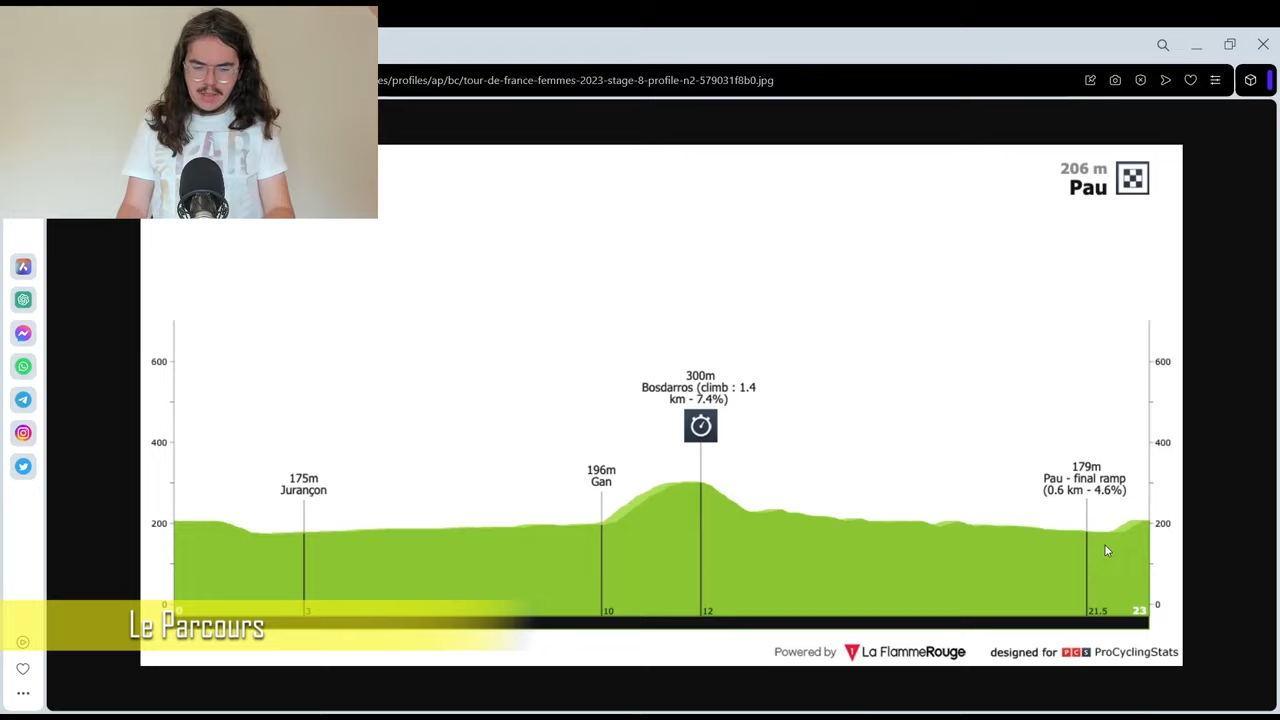 es/profiles/ap/bc/tour-de-france-femmes-2023-stage-8-profile-n2-579031f8b0.jpg
206 m
Pau
600
600
300m
Bosdarros (climb : 1.4
km - 7.4%)
400
400
175m
Jurançon
196m
Gan
179m
Pau - final ramp
(0.6 km - 4.6%)
200
200
0
0
0
3
10
12
21.5
23
Le Parcours
Powered by La FlammeRouge designed for PCS ProCyclingStats